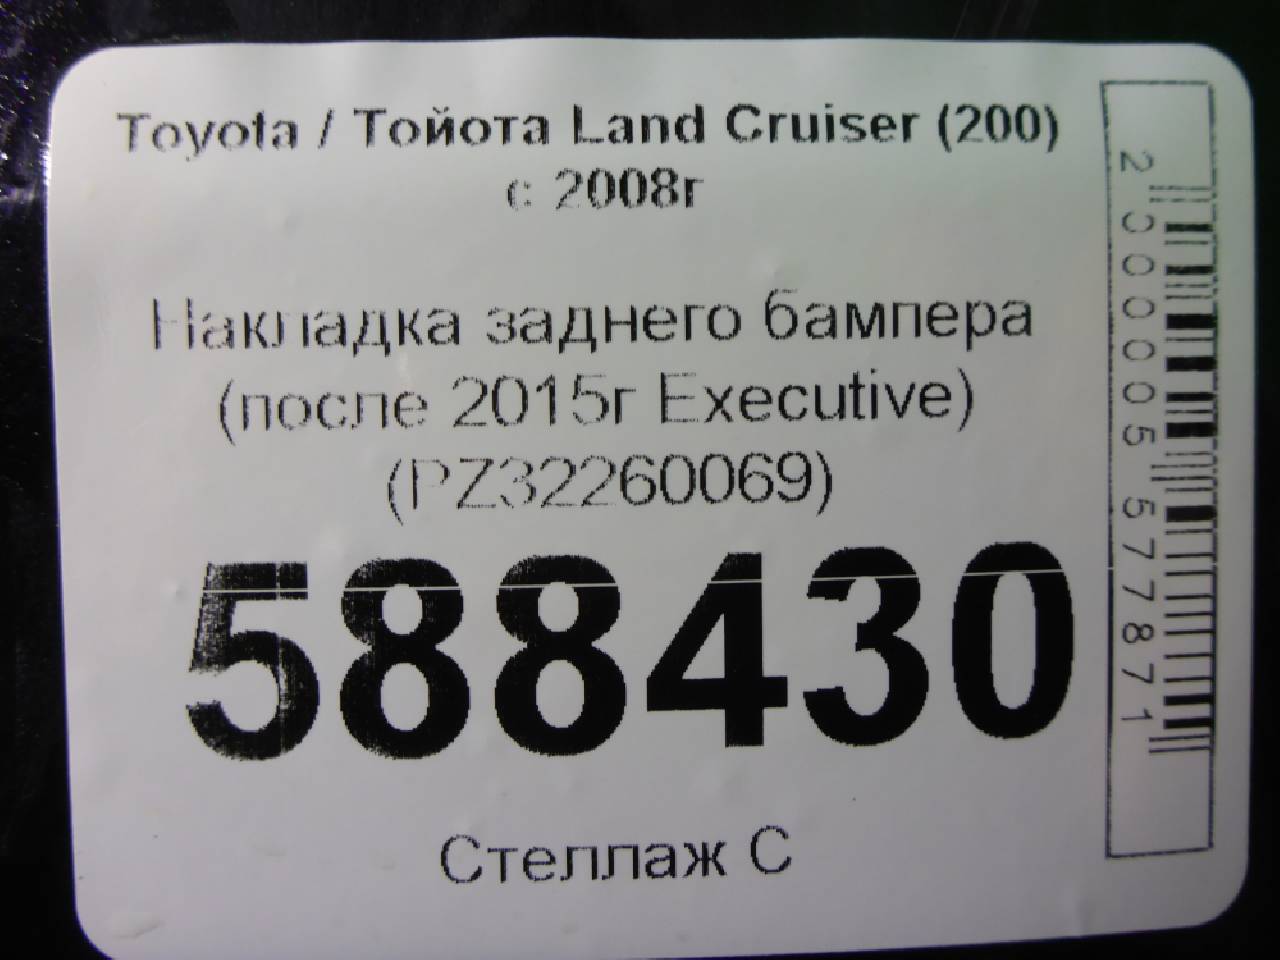 Toyota / Тойота Land Cruiser (200)
с 2008г
Накладка заднего бампера
(после 2015г Executive)
(PZ32260069)
588430
Стеллаж С
2000005577871